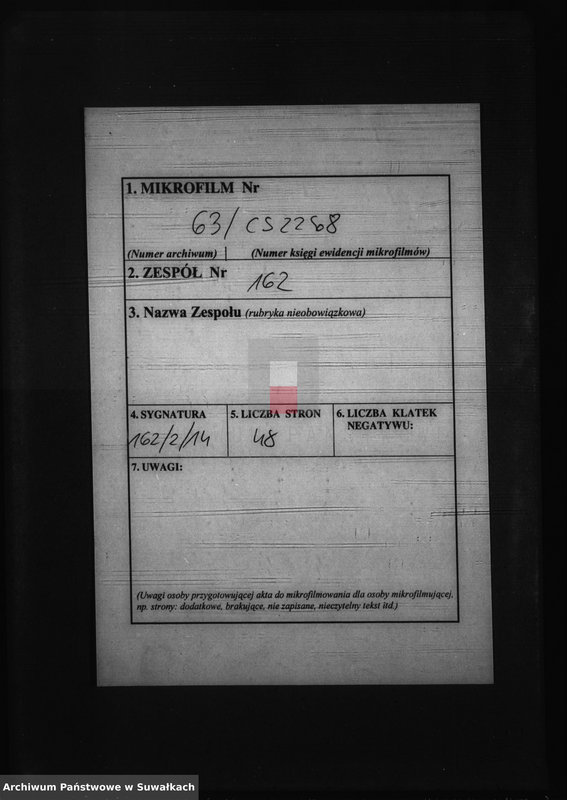 1. MIKROFILM Nr
63/CS2268
(Numer archiwum) (Numer księgi ewidencji mikrofilmów)
2. ZESPÓŁ Nr
162
3. Nazwa Zespołu (rubryka nieobowiązkowa)
4. SYGNATURA 5. LICZBA STRON 6. LICZBA KLATEK
NEGATYWU:
162/2/14 48
7. UWAGI:
(Uwagi osoby przygotowującej akta do mikrofilmowania dla osoby mikrofilmującej,
np. strony: dodatkowe, brakujące, nie zapisane, nieczytelny tekst itd.)
Archiwum Państwowe w Suwałkach